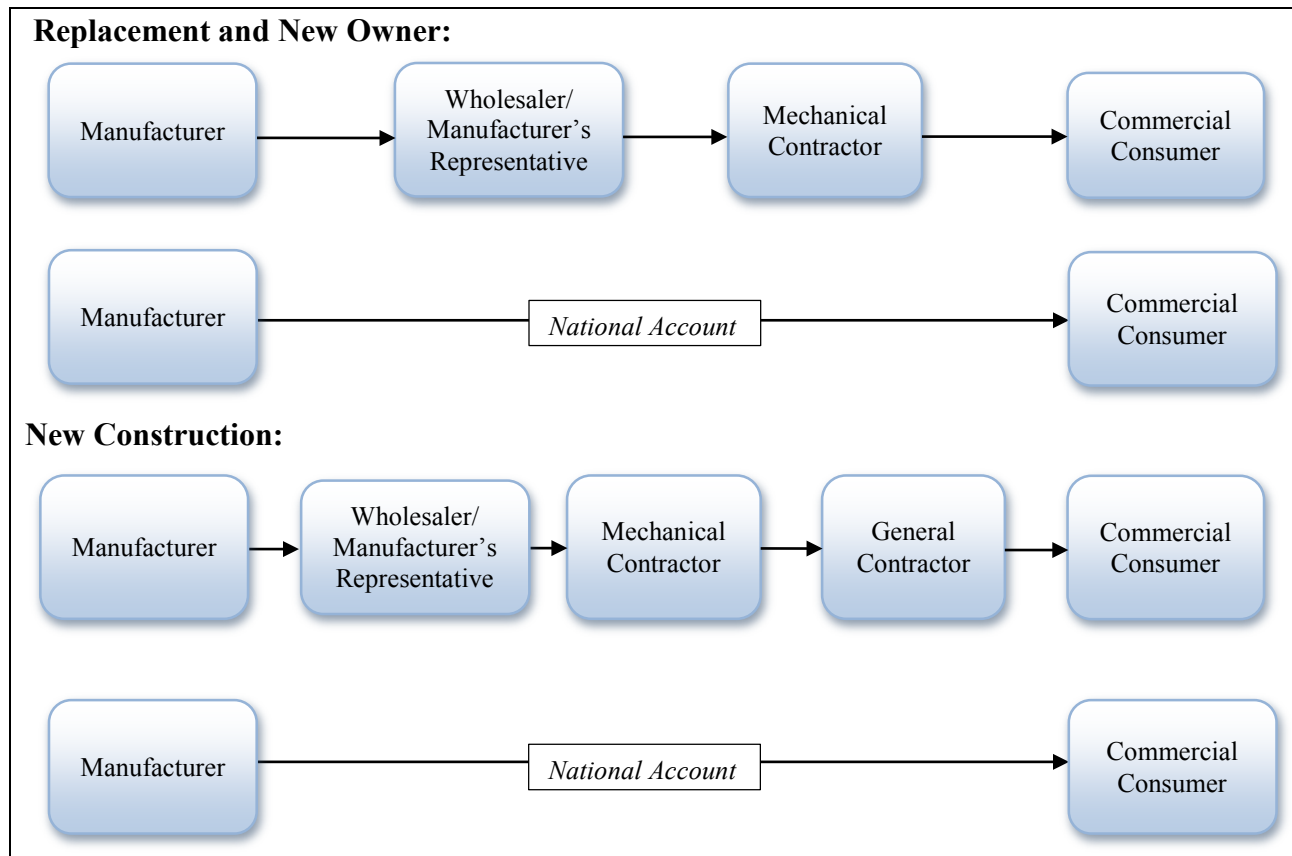 Replacement and New Owner:
Manufacturer
Wholesaler/
Manufacturer’s
Representative
Mechanical
Contractor
Commercial
Consumer
Manufacturer
National Account
Commercial
Consumer
New Construction:
Manufacturer
Wholesaler/
Manufacturer’s
Representative
Mechanical
Contractor
General
Contractor
Commercial
Consumer
Manufacturer
National Account
Commercial
Consumer